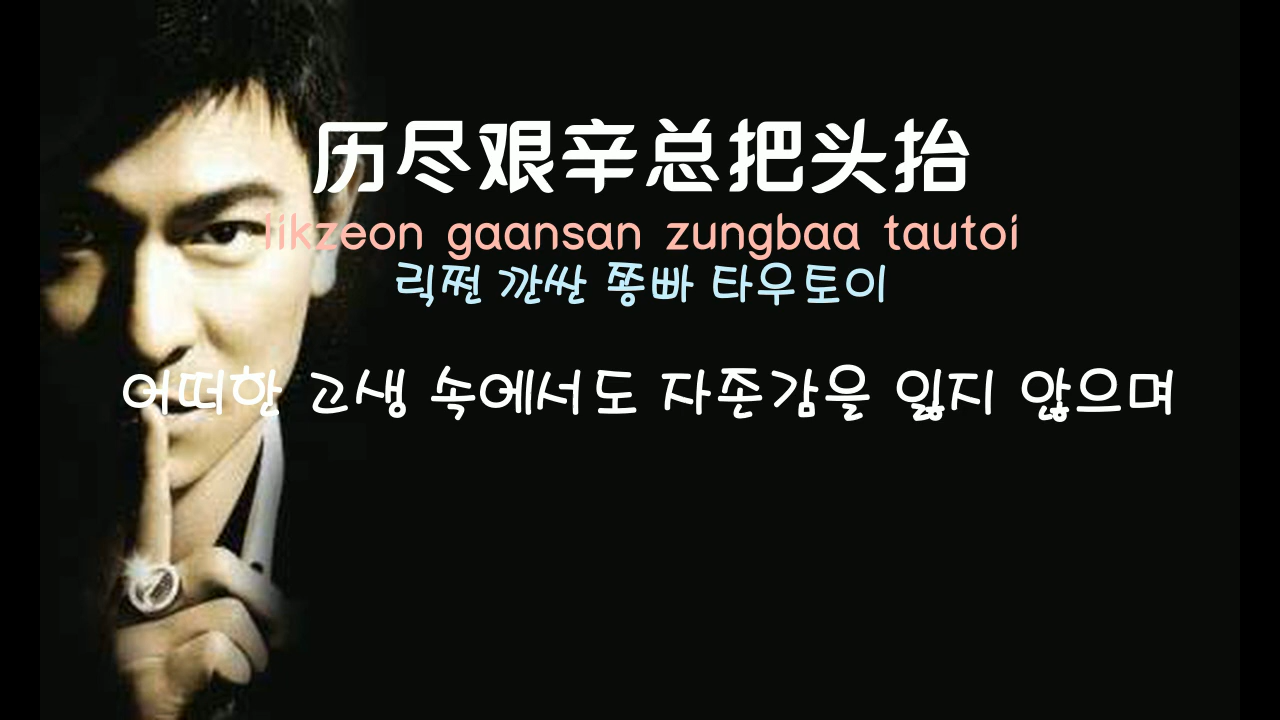 历尽艰辛总把头抬
likzeon gaansan zungbaa tautoi
릭쩐 깐싼 쫑빠 타우토이
어떠한 고생 속에서도 자존감을 잃지 않으며